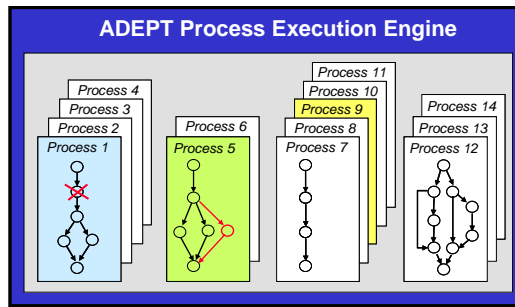 ADEPT Process Execution Engine
Process 4
Process 3
Process 2
Process 1
Process 6
Process 5
Process 11
Process 10
Process 9
Process 8
Process 7
Process 14
Process 13
Process 12